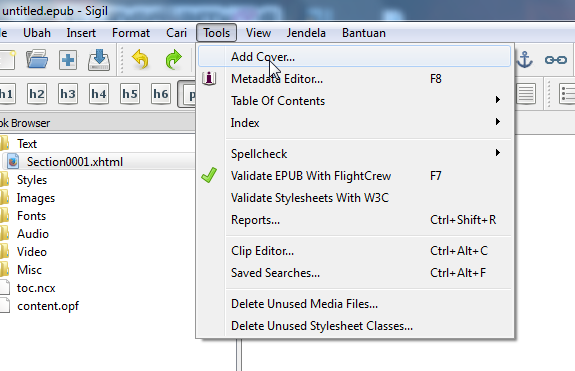 untitled.epub - Sigil
Ubah Insert Format Cari Tools View Jendela Bantuan
Add Cover...
Metadata Editor... F8
h1 h2 h3 h4 h5 h6 p
Table Of Contents
Index
ok Browser
Text
Spellcheck
Section0001.xhtml
Validate EPUB With FlightCrew F7
Styles
Validate Stylesheets With W3C
Images
Reports... Ctrl+Shift+R
Fonts
Audio
Clip Editor... Ctrl+Alt+C
Video
Saved Searches... Ctrl+Alt+F
Misc
toc.ncx
Delete Unused Media Files...
content.opf
Delete Unused Stylesheet Classes...